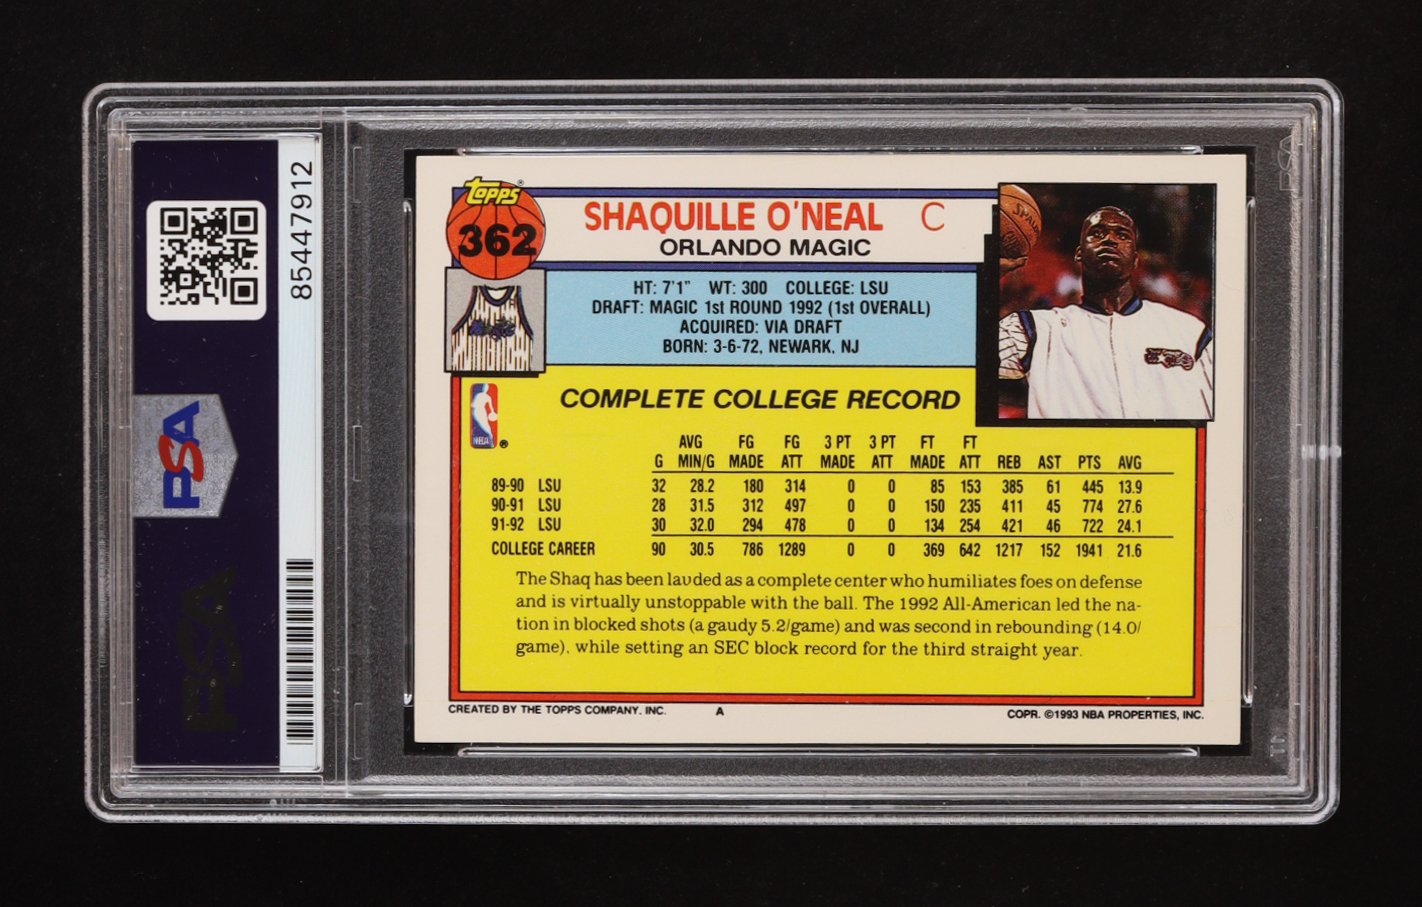 85447912
PSA
PSA
topps
362
SHAQUILLE O'NEAL C
ORLANDO MAGIC
HT: 7'1" WT: 300 COLLEGE: LSU
DRAFT: MAGIC 1st ROUND 1992 (1st OVERALL)
ACQUIRED: VIA DRAFT
BORN: 3-6-72, NEWARK, NJ
NBA ®
COMPLETE COLLEGE RECORD
AVG FG FG 3 PT 3 PT FT FT
G MIN/G MADE ATT MADE ATT MADE ATT REB AST PTS AVG
89-90 LSU 32 28.2 180 314 0 0 85 153 385 61 445 13.9
90-91 LSU 28 31.5 312 497 0 0 150 235 411 45 774 27.6
91-92 LSU 30 32.0 294 478 0 0 134 254 421 46 722 24.1
COLLEGE CAREER 90 30.5 786 1289 0 0 369 642 1217 152 1941 21.6
The Shaq has been lauded as a complete center who humiliates foes on defense
and is virtually unstoppable with the ball. The 1992 All-American led the na-
tion in blocked shots (a gaudy 5.2/game) and was second in rebounding (14.0/
game), while setting an SEC block record for the third straight year.
CREATED BY THE TOPPS COMPANY, INC. A COPR. ©1993 NBA PROPERTIES, INC.